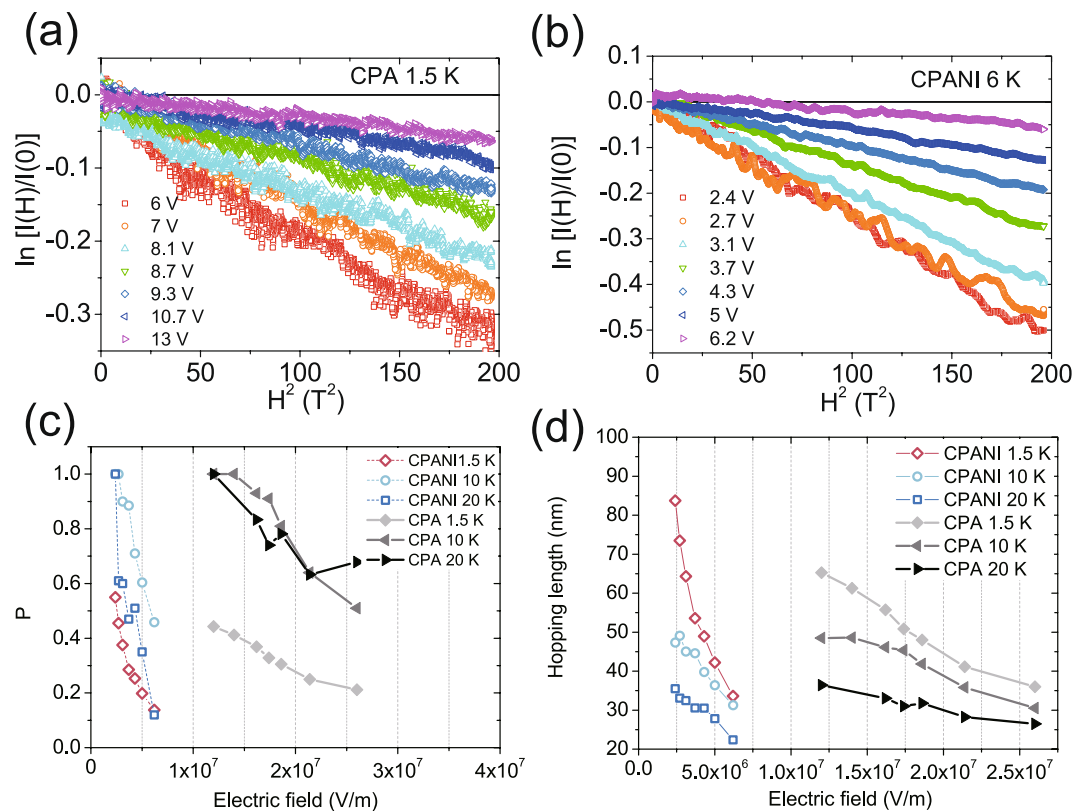 (a)
CPA 1.5 K
ln [I(H)/I(0)]
0.0
-0.1
-0.2
-0.3
6 V
7 V
8.1 V
8.7 V
9.3 V
10.7 V
13 V
0 50 100 150 200
H² (T²)
(b)
CPANI 6 K
ln [I(H)/I(0)]
0.1
0.0
-0.1
-0.2
-0.3
-0.4
-0.5
2.4 V
2.7 V
3.1 V
3.7 V
4.3 V
5 V
6.2 V
0 50 100 150 200
H² (T²)
(c)
P
1.0
0.8
0.6
0.4
0.2
0.0
CPANI1.5 K
CPANI 10 K
CPANI 20 K
CPA 1.5 K
CPA 10 K
CPA 20 K
0 1x10⁷ 2x10⁷ 3x10⁷ 4x10⁷
Electric field (V/m)
(d)
Hopping length (nm)
100
90
80
70
60
50
40
30
20
CPANI 1.5 K
CPANI 10 K
CPANI 20 K
CPA 1.5 K
CPA 10 K
CPA 20 K
0.0 5.0x10⁶ 1.0x10⁷ 1.5x10⁷ 2.0x10⁷ 2.5x10⁷
Electric field (V/m)